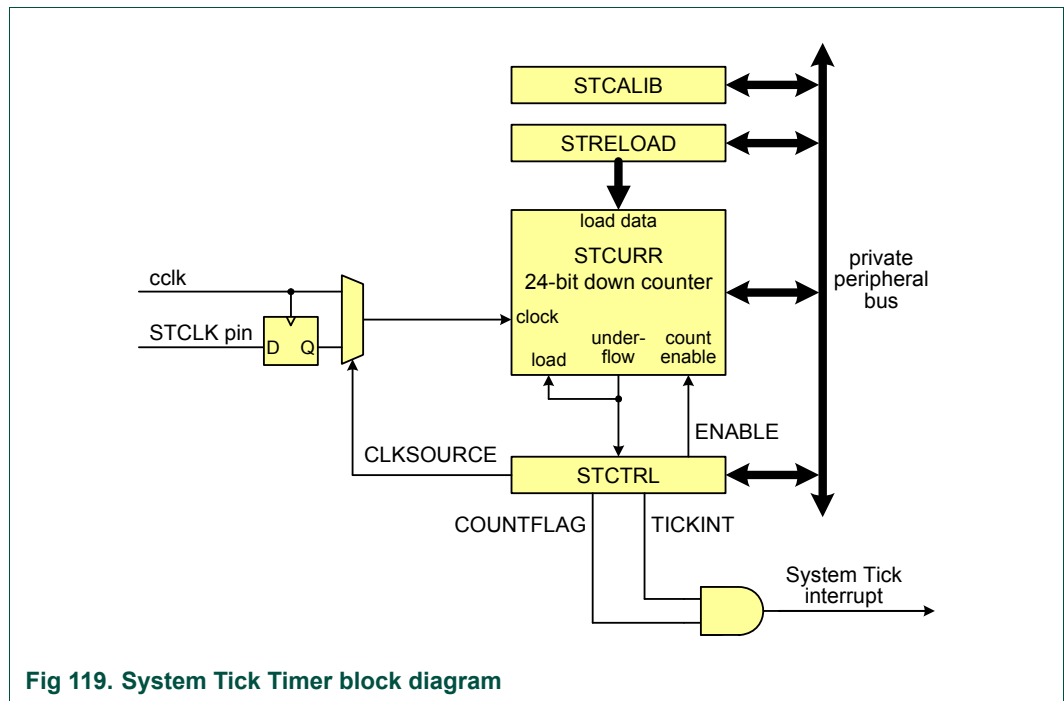 STCALIB
STRELOAD
load data
STCURR
24-bit down counter
private
peripheral
bus
cclk
clock
STCLK pin
D Q
under-
flow
count
enable
load
ENABLE
CLKSOURCE
STCTRL
COUNTFLAG
TICKINT
System Tick
interrupt
Fig 119. System Tick Timer block diagram